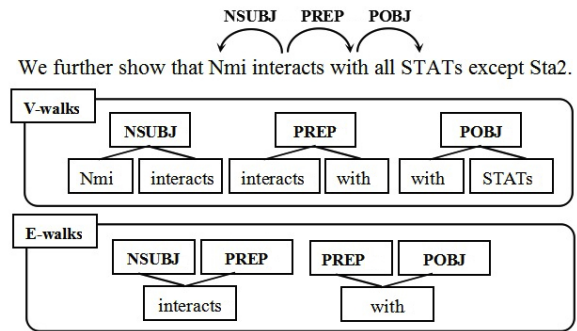 NSUBJ PREP POBJ
We further show that Nmi interacts with all STATs except Sta2.
V-walks
NSUBJ PREP POBJ
Nmi interacts interacts with with STATs
E-walks
NSUBJ PREP PREP POBJ
interacts with